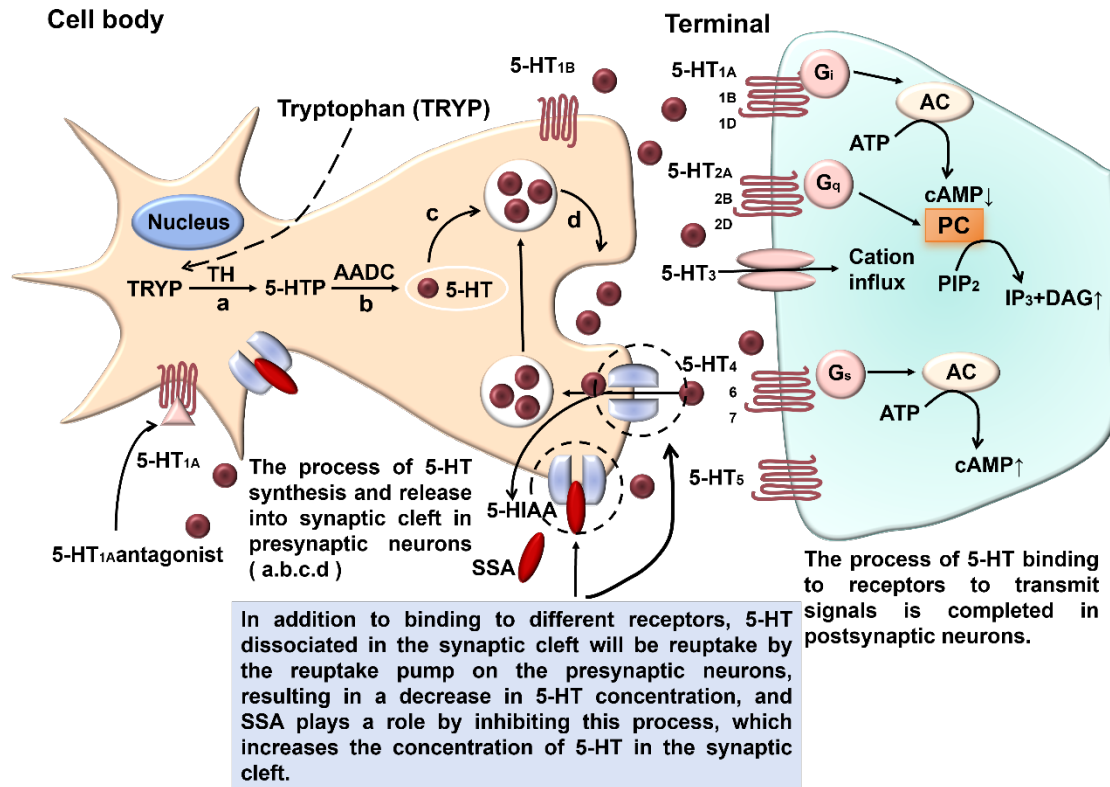 Cell body
Terminal
5-HT1B
Tryptophan (TRYP)
Nucleus
TRYP
TH
a
5-HTP
AADC
b
5-HT
c
d
5-HT1A
5-HT1Aantagonist
The process of 5-HT
synthesis and release
into synaptic cleft in
presynaptic neurons
( a.b.c.d )
5-HIAA
SSA
5-HT1A
1B
1D
Gi
AC
ATP
cAMP↓
5-HT2A
2B
2D
Gq
PC
PIP2
IP3+DAG↑
5-HT3
Cation
influx
5-HT4
6
7
Gs
AC
ATP
cAMP↑
5-HT5
The process of 5-HT binding
to receptors to transmit
signals is completed in
postsynaptic neurons.
In addition to binding to different receptors, 5-HT
dissociated in the synaptic cleft will be reuptake by
the reuptake pump on the presynaptic neurons,
resulting in a decrease in 5-HT concentration, and
SSA plays a role by inhibiting this process, which
increases the concentration of 5-HT in the synaptic
cleft.